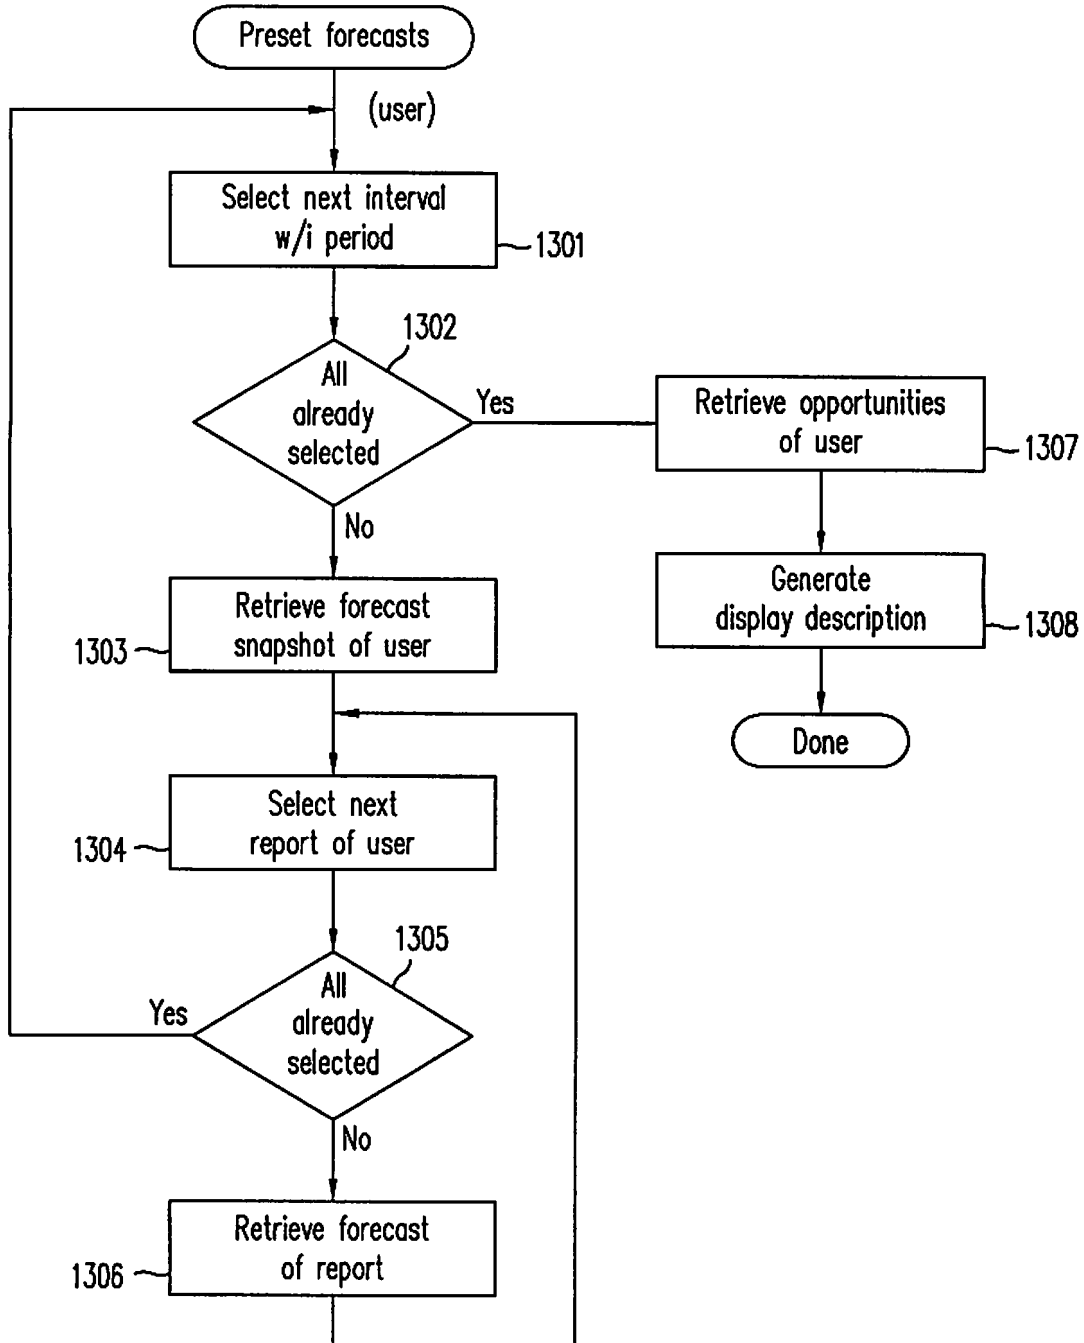 Preset forecasts
(user)
Select next interval
w/i period
1301
1302
All
already
selected
Yes
No
Retrieve opportunities
of user
1307
Generate
display description
1308
Done
Retrieve forecast
snapshot of user
1303
Select next
report of user
1304
1305
All
already
selected
Yes
No
Retrieve forecast
of report
1306